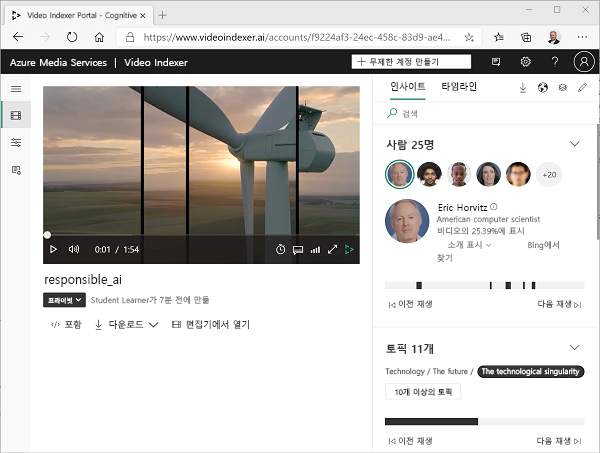 Video Indexer Portal - Cognitive
https://www.videoindexer.ai/accounts/f9224af3-24ec-458c-83d9-ae4...
Azure Media Services | Video Indexer
+ 무제한 계정 만들기
인사이트 타임라인
검색
사람 25명
+20
Eric Horvitz
American computer scientist
비디오의 25.39%에 표시
소개 표시 Bing에서
찾기
이전 재생 다음 재생
0:01 / 1:54
responsible_ai
프라이빗 Student Learner가 7분 전에 만듦
포함 다운로드 편집기에서 열기
토픽 11개
Technology / The future / The technological singularity
10개 이상의 토픽
이전 재생 다음 재생